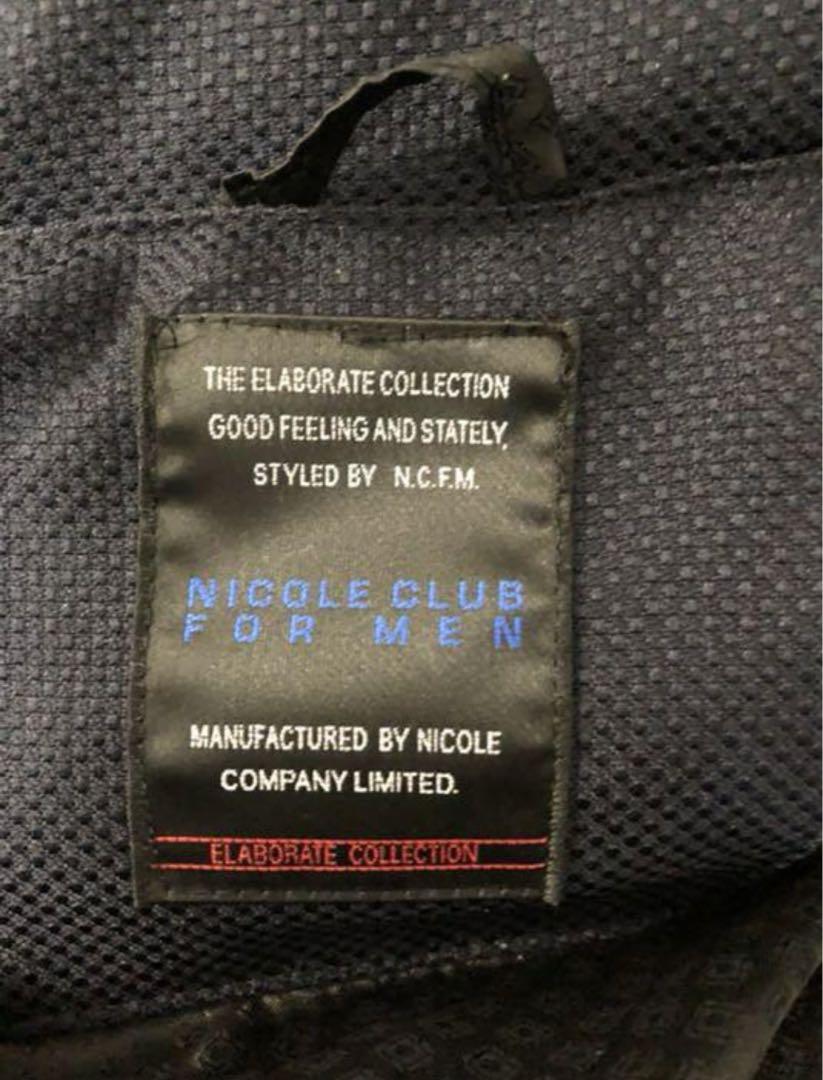 THE ELABORATE COLLECTION
GOOD FEELING AND STATELY,
STYLED BY N.C.F.M.
NICOLE CLUB
FOR MEN
MANUFACTURED BY NICOLE
COMPANY LIMITED.
ELABORATE COLLECTION